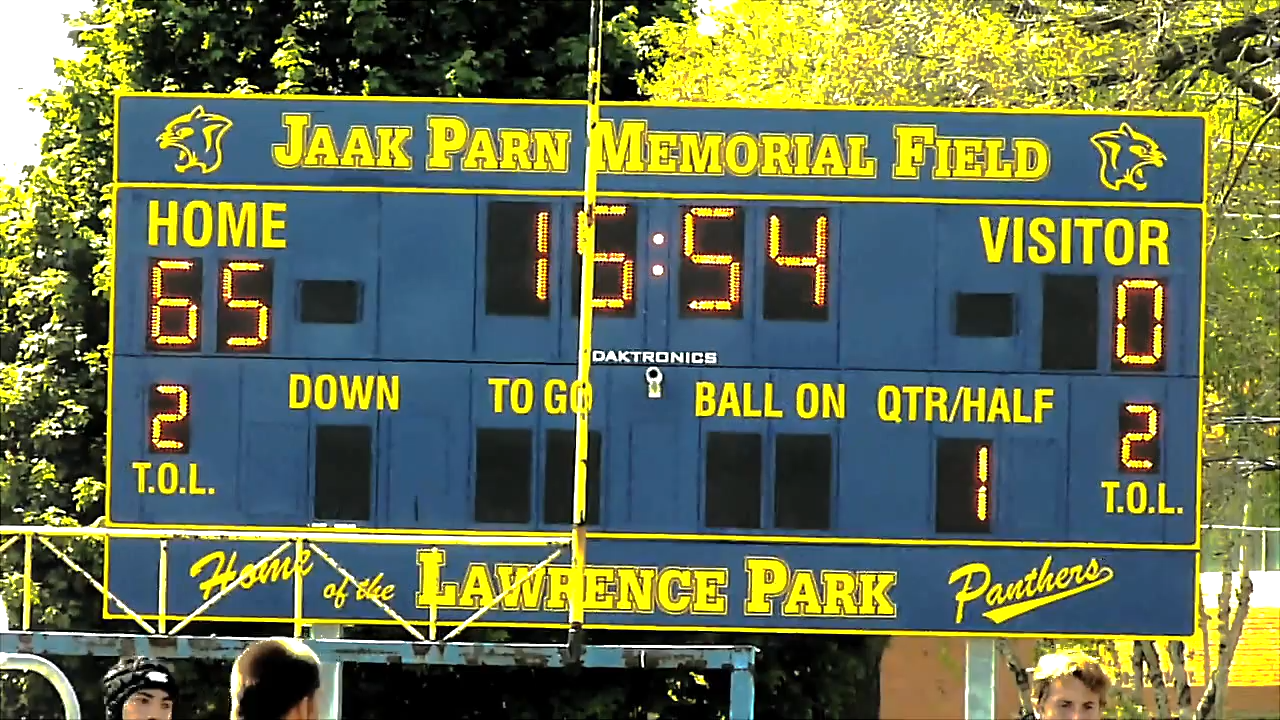 JAAK PARN MEMORIAL FIELD
HOME 15:54 VISITOR
65 0
DAKTRONICS
2 DOWN TO GO BALL ON QTR/HALF 2
T.O.L. 1 T.O.L.
Home of the LAWRENCE PARK Panthers